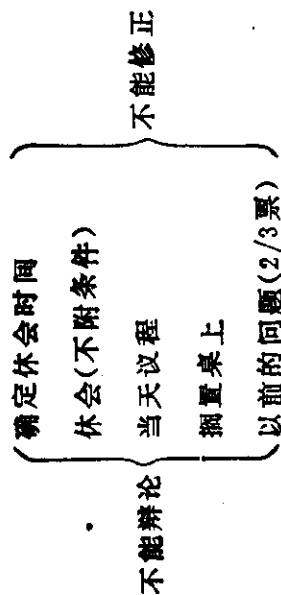 不能辩论
确定休会时间
休会(不附条件)
当天议程
搁置桌上
以前的问题(2/3票)
不能修正